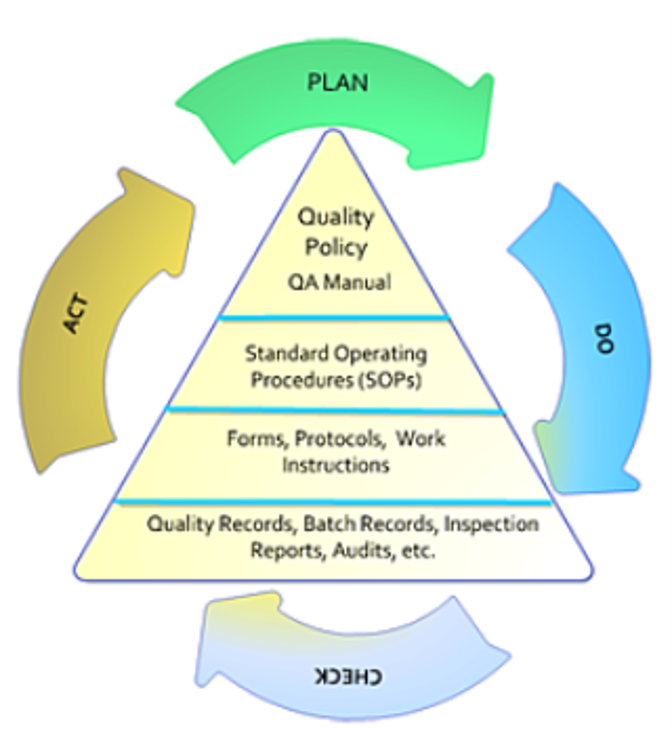 PLAN
DO
CHECK
ACT
Quality
Policy
QA Manual
Standard Operating
Procedures (SOPs)
Forms, Protocols, Work
Instructions
Quality Records, Batch Records, Inspection
Reports, Audits, etc.